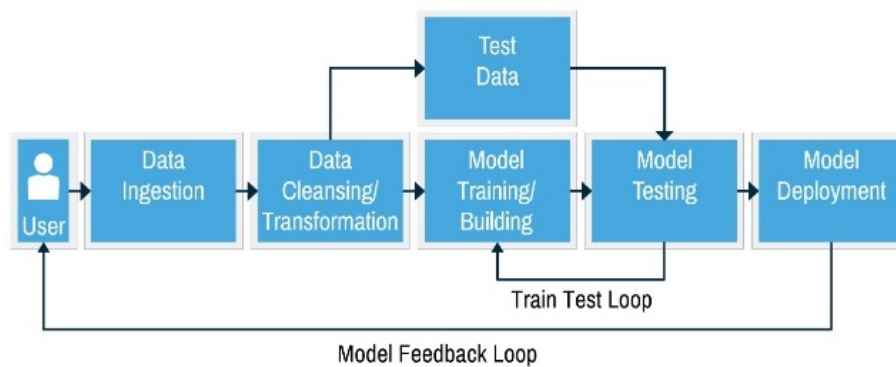 Test
Data
User
Data
Ingestion
Data
Cleansing/
Transformation
Model
Training/
Building
Model
Testing
Model
Deployment
Train Test Loop
Model Feedback Loop